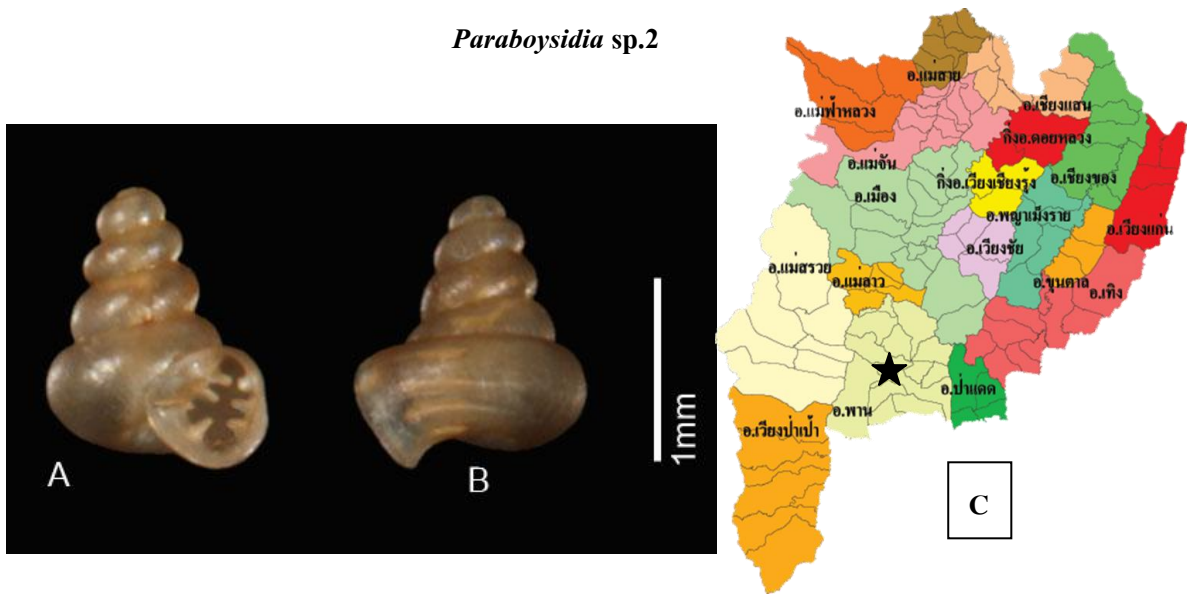 Paraboysidia sp.2
A
B
1mm
อ.แม่สาย
อ.แม่ฟ้าหลวง
อ.เชียงแสน
กิ่งอ.ดอยหลวง
อ.แม่จัน
กิ่งอ.เวียงเชียงรุ้ง
อ.เชียงของ
อ.เมือง
อ.พญาเม็งราย
อ.เวียงแก่น
อ.เวียงชัย
อ.แม่สรวย
อ.แม่ลาว
อ.ขุนตาล
อ.เทิง
อ.ป่าแดด
อ.พาน
อ.เวียงป่าเป้า
C